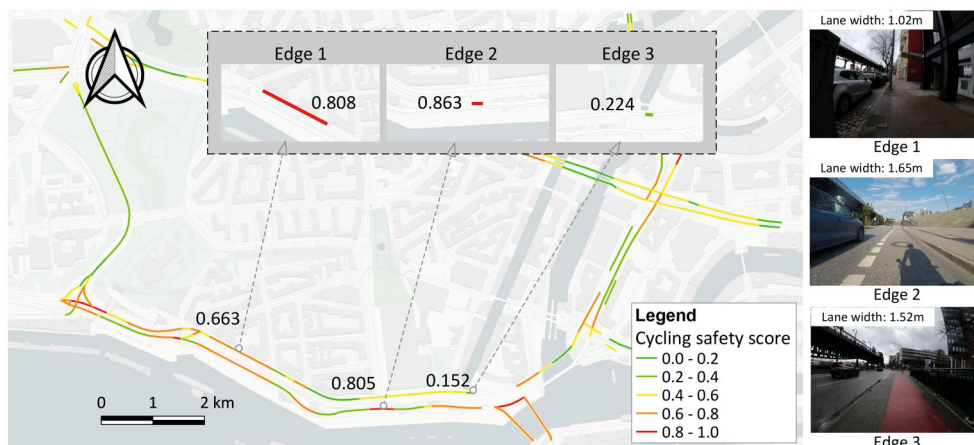 Edge 1
Edge 2
Edge 3
0.808
0.863
0.224
0.663
0.805
0.152
0
1
2 km
Legend
Cycling safety score
0.0 - 0.2
0.2 - 0.4
0.4 - 0.6
0.6 - 0.8
0.8 - 1.0
Lane width: 1.02m
Edge 1
Lane width: 1.65m
Edge 2
Lane width: 1.52m
Edge 3